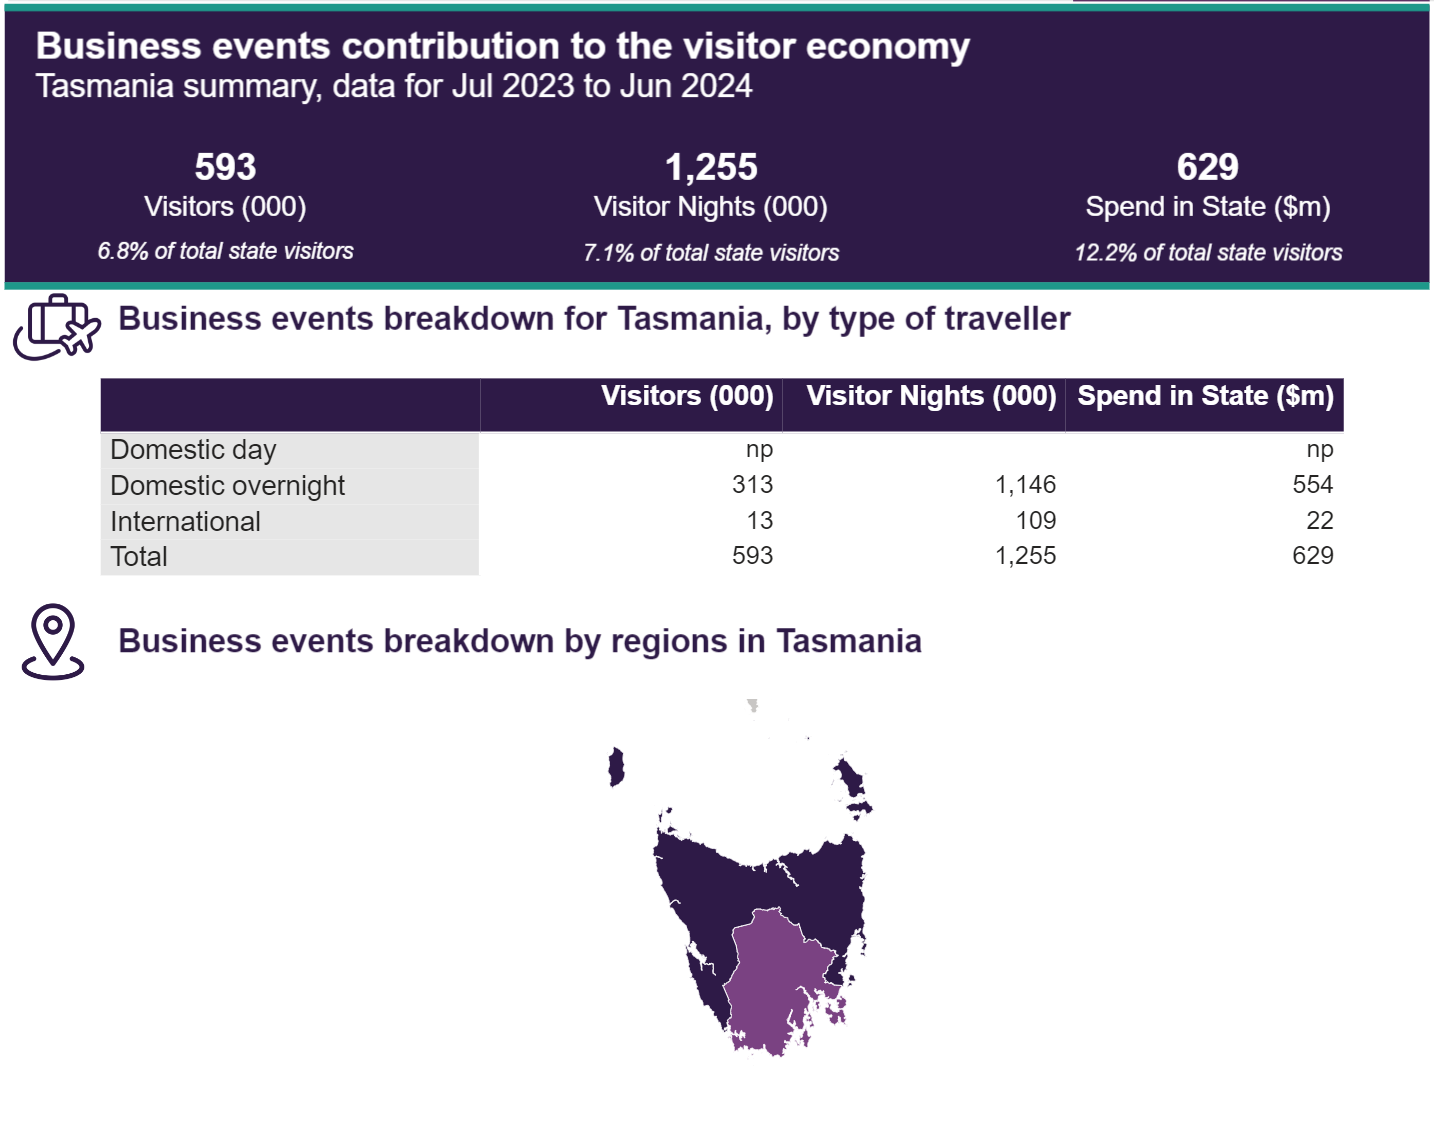 Business events contribution to the visitor economy
Tasmania summary, data for Jul 2023 to Jun 2024
593 1,255 629
Visitors (000) Visitor Nights (000) Spend in State ($m)
6.8% of total state visitors 7.1% of total state visitors 12.2% of total state visitors
Business events breakdown for Tasmania, by type of traveller
Visitors (000) Visitor Nights (000) Spend in State ($m)
Domestic day np np
Domestic overnight 313 1,146 554
International 13 109 22
Total 593 1,255 629
Business events breakdown by regions in Tasmania